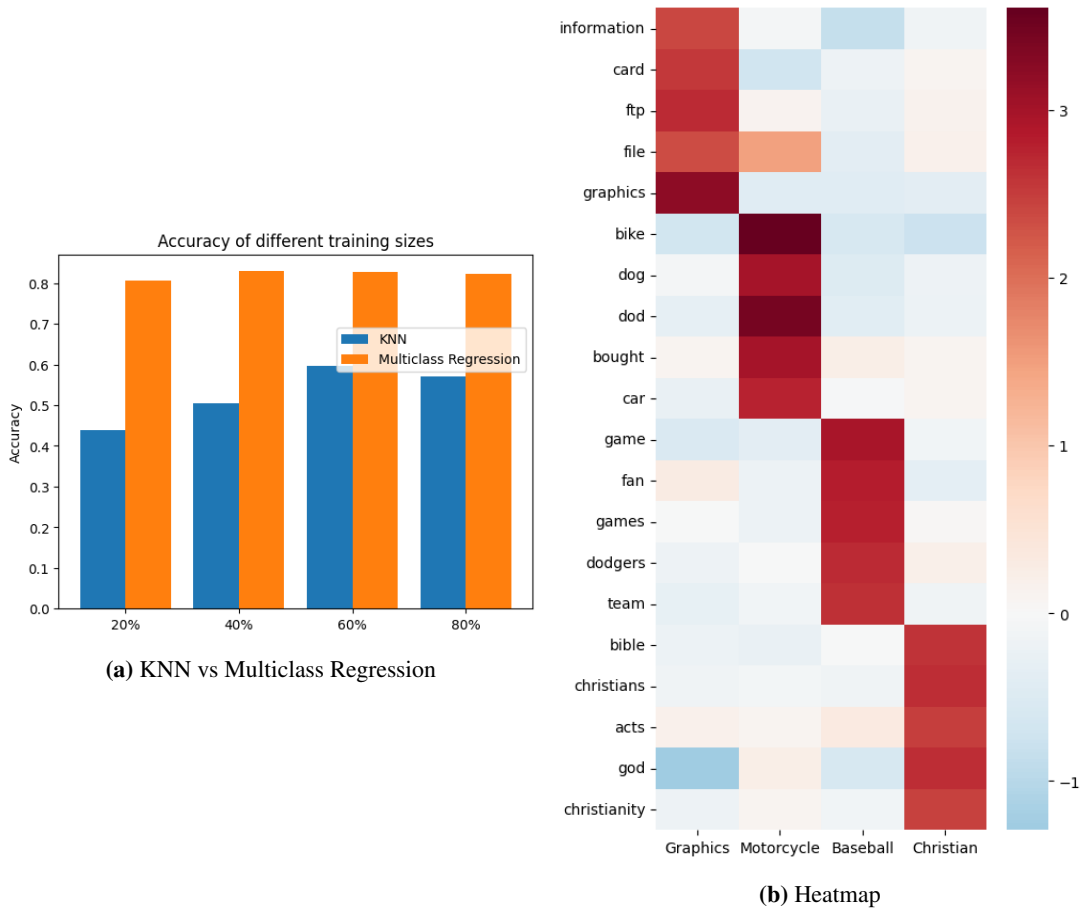 Accuracy of different training sizes
Accuracy
0.8
0.7
0.6
0.5
0.4
0.3
0.2
0.1
0.0
KNN
Multiclass Regression
20% 40% 60% 80%
(a) KNN vs Multiclass Regression
information
card
ftp
file
graphics
bike
dog
dod
bought
car
game
fan
games
dodgers
team
bible
christians
acts
god
christianity
Graphics Motorcycle Baseball Christian
3
2
1
0
−1
(b) Heatmap